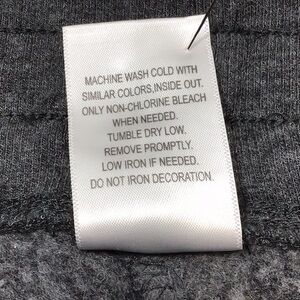 MACHINE WASH COLD WITH
SIMILAR COLORS,INSIDE OUT.
ONLY NON-CHLORINE BLEACH
WHEN NEEDED.
TUMBLE DRY LOW.
REMOVE PROMPTLY.
LOW IRON IF NEEDED.
DO NOT IRON DECORATION.